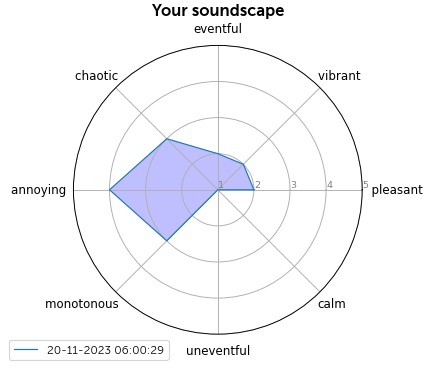 Your soundscape
eventful
chaotic
vibrant
annoying
1
2
3
4
5
pleasant
monotonous
calm
20-11-2023 06:00:29
uneventful